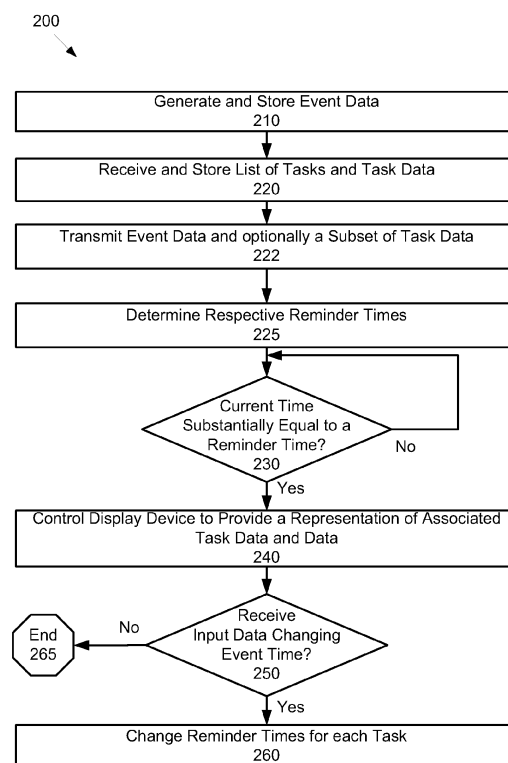 200
Generate and Store Event Data
210
Receive and Store List of Tasks and Task Data
220
Transmit Event Data and optionally a Subset of Task Data
222
Determine Respective Reminder Times
225
Current Time
Substantially Equal to a
Reminder Time?
230
No
Yes
Control Display Device to Provide a Representation of Associated
Task Data and Data
240
Receive
Input Data Changing
Event Time?
250
No
End
265
Yes
Change Reminder Times for each Task
260